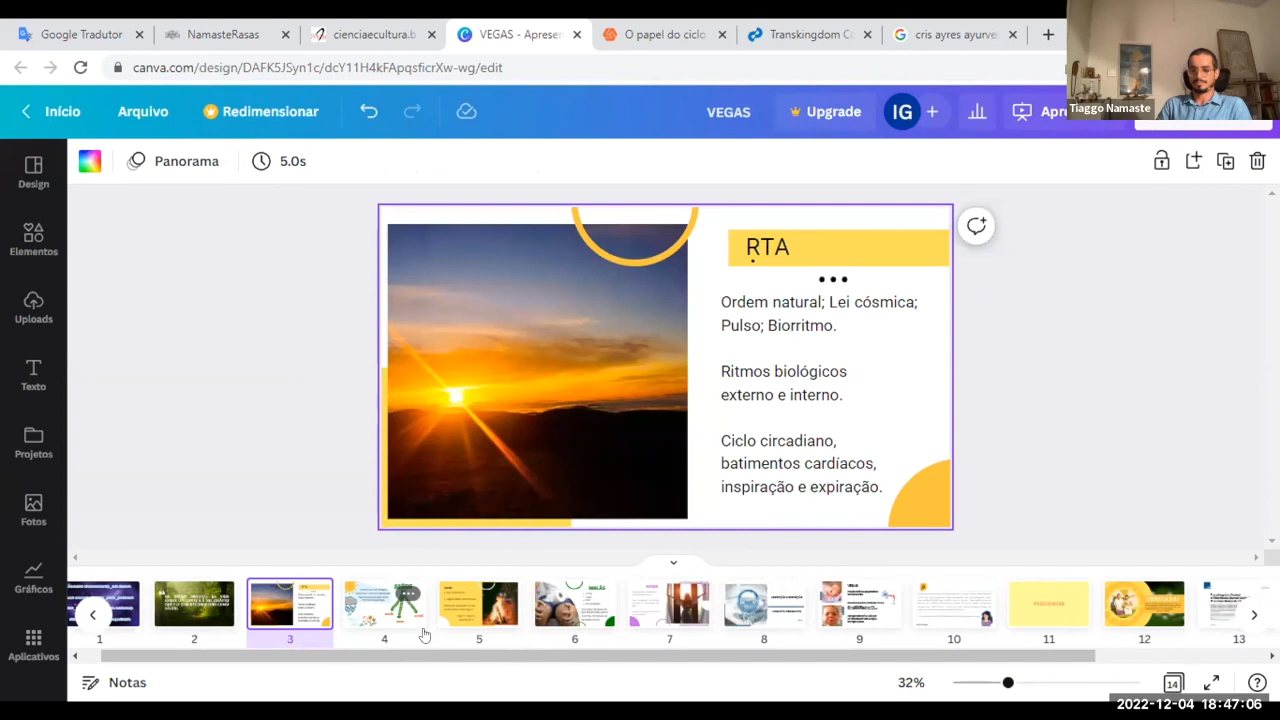 Google Tradutor
NamasteRasas
cienciaecultura.b
VEGAS - Apresen
O papel do ciclo
Transkingdom Co
cris ayres ayurve
canva.com/design/DAFK5JSyn1c/dcY11H4kFApqsficrXw-wg/edit
Tiaggo Namaste
Início
Arquivo
Redimensionar
VEGAS
Upgrade
IG
Apre
Design
Elementos
Uploads
Texto
Projetos
Fotos
Gráficos
Aplicativos
Panorama
5.0s
ṚTA
Ordem natural; Lei cósmica;
Pulso; Biorritmo.
Ritmos biológicos
externo e interno.
Ciclo circadiano,
batimentos cardíacos,
inspiração e expiração.
1
2
3
4
5
6
7
8
9
10
11
12
13
Notas
32%
14
2022-12-04 18:47:06